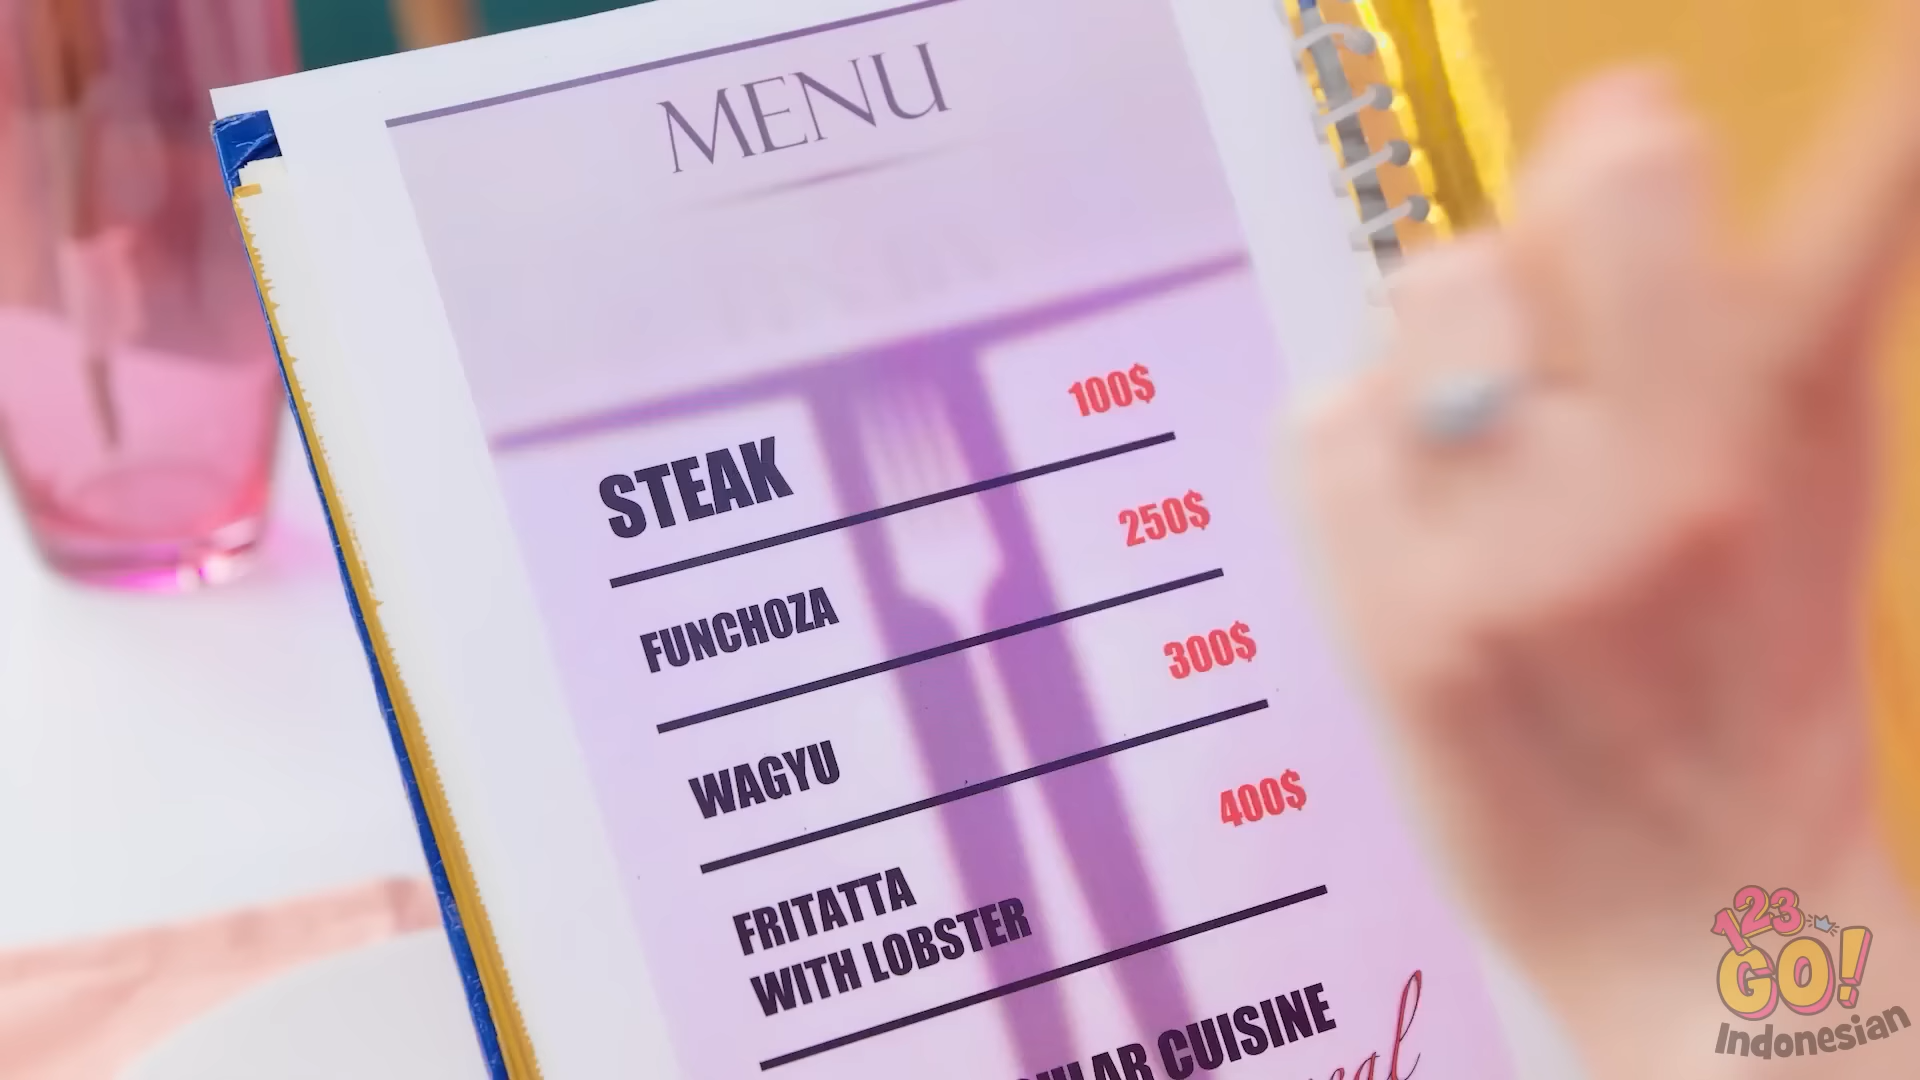 MENU
STEAK 100$
FUNCHOZA 250$
WAGYU 300$
FRITATTA 400$
WITH LOBSTER
CUISINE
123
GO!
Indonesian